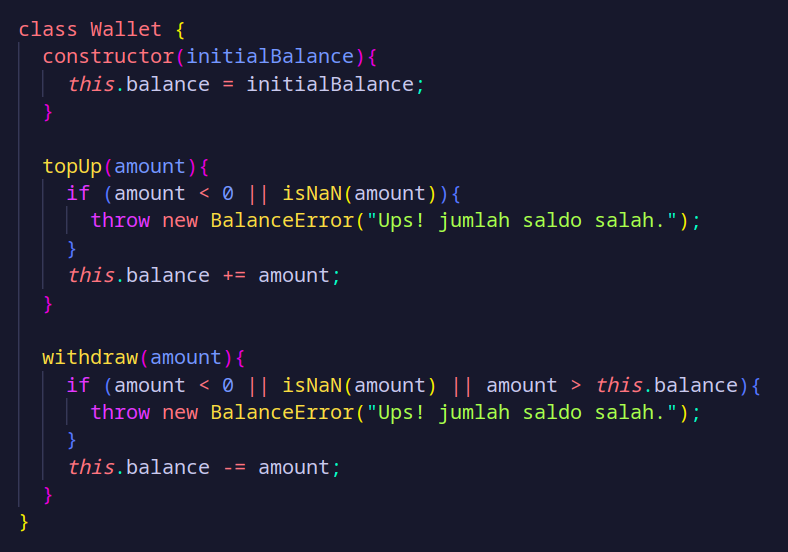 class Wallet {
  constructor(initialBalance){
    this.balance = initialBalance;
  }

  topUp(amount){
    if (amount < 0 || isNaN(amount)){
      throw new BalanceError("Ups! jumlah saldo salah.");
    }
    this.balance += amount;
  }

  withdraw(amount){
    if (amount < 0 || isNaN(amount) || amount > this.balance){
      throw new BalanceError("Ups! jumlah saldo salah.");
    }
    this.balance -= amount;
  }
}